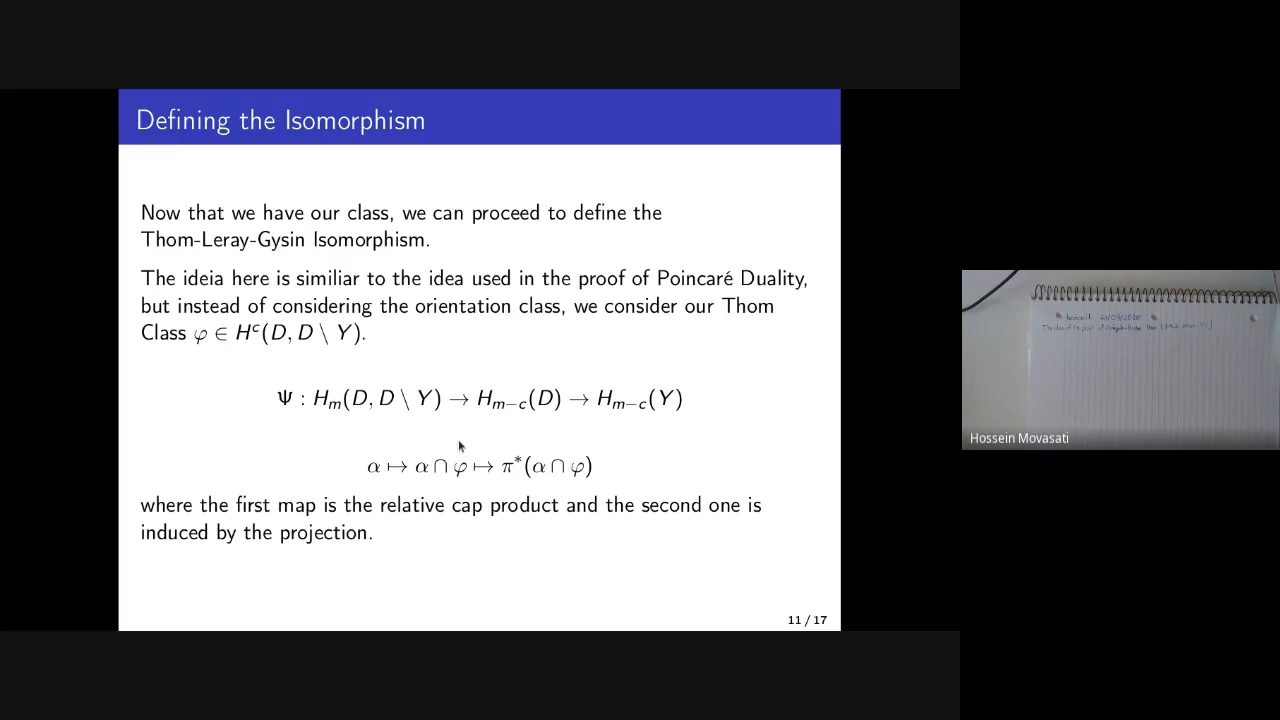 Defining the Isomorphism
Now that we have our class, we can proceed to define the
Thom-Leray-Gysin Isomorphism.
The ideia here is similiar to the idea used in the proof of Poincaré Duality,
but instead of considering the orientation class, we consider our Thom
Class φ ∈ H^c(D, D \ Y).
Ψ : H_m(D, D \ Y) → H_{m−c}(D) → H_{m−c}(Y)
α ↦ α ∩ φ ↦ π*(α ∩ φ)
where the first map is the relative cap product and the second one is
induced by the projection.
11 / 17
Hossein Movasati